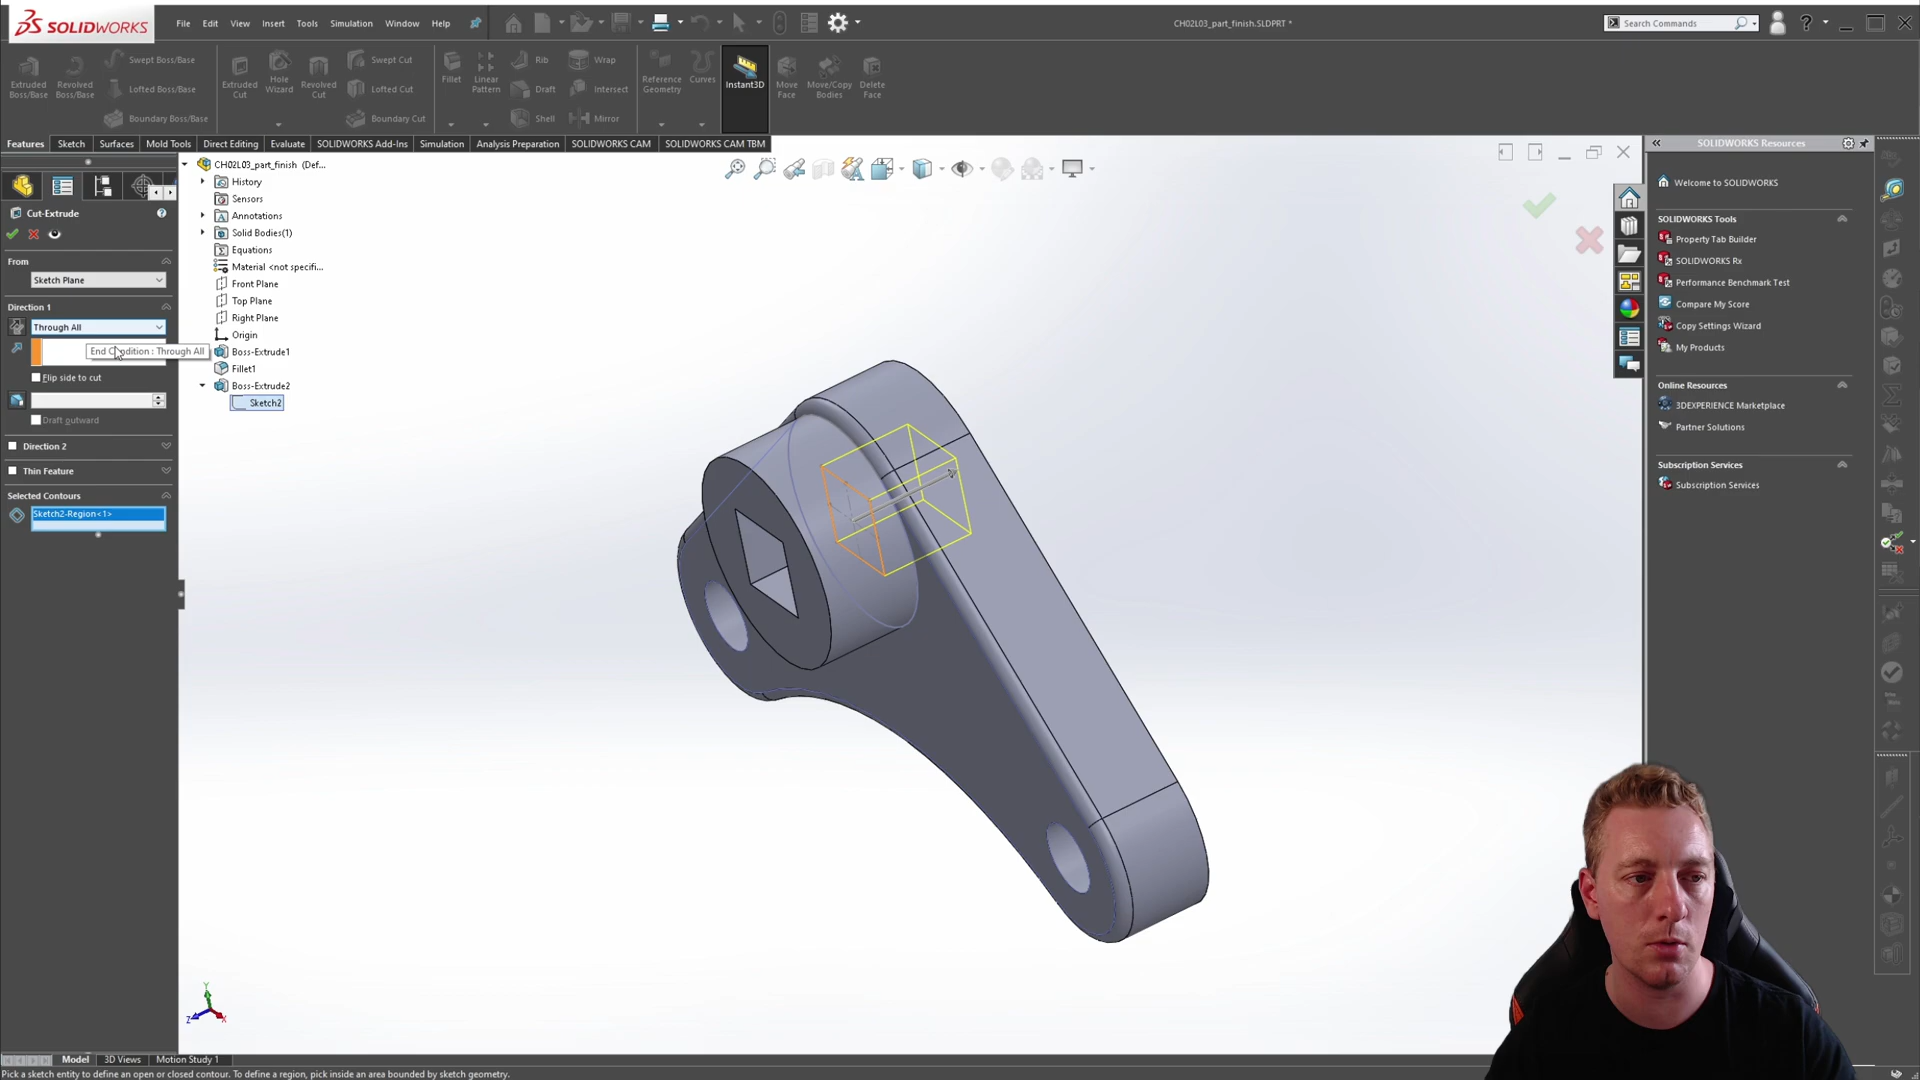 SOLIDWORKS
File Edit View Insert Tools Simulation Window Help
CH02L03_part_finish.SLDPRT *
Search Commands
Extruded Boss/Base
Revolved Boss/Base
Swept Boss/Base
Lofted Boss/Base
Boundary Boss/Base
Extruded Cut
Hole Wizard
Revolved Cut
Swept Cut
Lofted Cut
Boundary Cut
Fillet
Linear Pattern
Rib
Draft
Shell
Wrap
Intersect
Mirror
Reference Geometry
Curves
Instant3D
Move Face
Move/Copy Bodies
Delete Face
Features Sketch Surfaces Mold Tools Direct Editing Evaluate SOLIDWORKS Add-Ins Simulation Analysis Preparation SOLIDWORKS CAM SOLIDWORKS CAM TBM
Cut-Extrude
From
Sketch Plane
Direction 1
Through All
End Condition : Through All
Flip side to cut
Draft outward
Direction 2
Thin Feature
Selected Contours
Sketch2-Region<1>
CH02L03_part_finish (Def...
History
Sensors
Annotations
Solid Bodies(1)
Equations
Material <not specifi...
Front Plane
Top Plane
Right Plane
Origin
Boss-Extrude1
Fillet1
Boss-Extrude2
Sketch2
SOLIDWORKS Resources
Welcome to SOLIDWORKS
SOLIDWORKS Tools
Property Tab Builder
SOLIDWORKS Rx
Performance Benchmark Test
Compare My Score
Copy Settings Wizard
My Products
Online Resources
3DEXPERIENCE Marketplace
Partner Solutions
Subscription Services
Subscription Services
Y
Z
X
Model 3D Views Motion Study 1
Pick a sketch entity to define an open or closed contour. To define a region, pick inside an area bounded by sketch geometry.